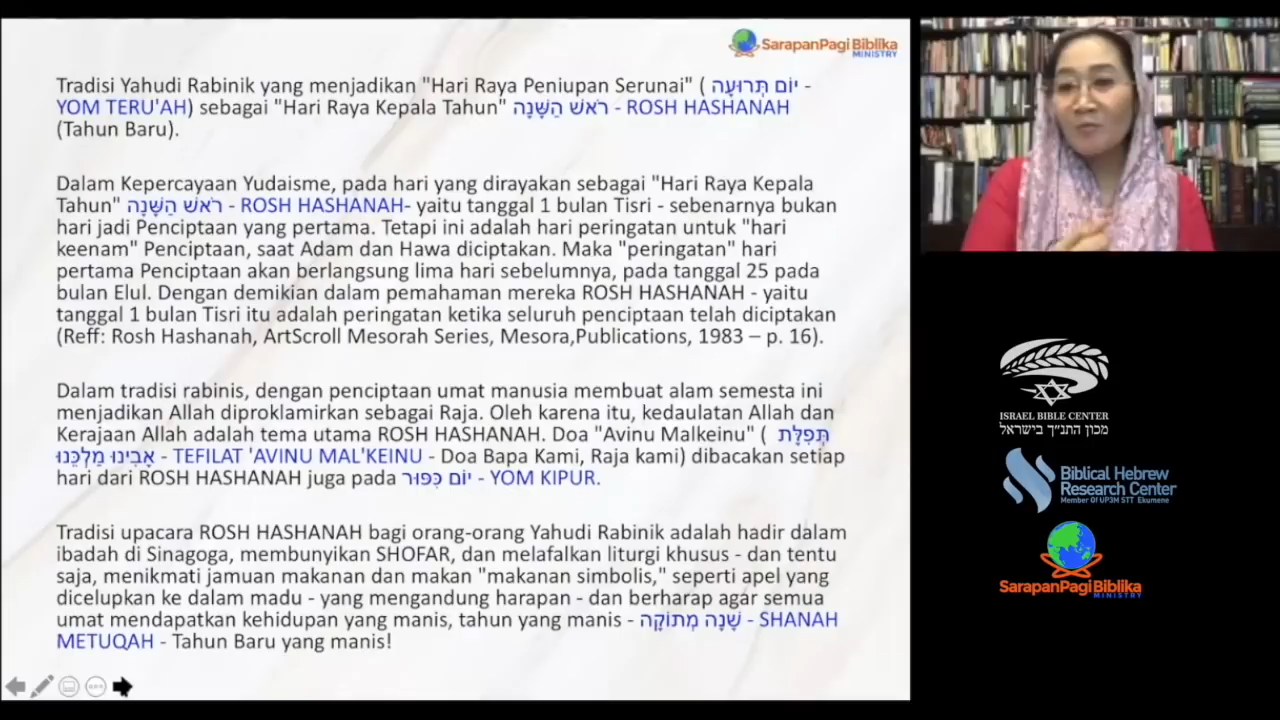 SarapanPagi Biblika
MINISTRY
Tradisi Yahudi Rabinik yang menjadikan "Hari Raya Peniupan Serunai" ( יוֹם תְּרוּעָה -
YOM TERU'AH) sebagai "Hari Raya Kepala Tahun" רֹאשׁ הַשָּׁנָה - ROSH HASHANAH
(Tahun Baru).
Dalam Kepercayaan Yudaisme, pada hari yang dirayakan sebagai "Hari Raya Kepala
Tahun" רֹאשׁ הַשָּׁנָה - ROSH HASHANAH- yaitu tanggal 1 bulan Tisri - sebenarnya bukan
hari jadi Penciptaan yang pertama. Tetapi ini adalah hari peringatan untuk "hari
keenam" Penciptaan, saat Adam dan Hawa diciptakan. Maka "peringatan" hari
pertama Penciptaan akan berlangsung lima hari sebelumnya, pada tanggal 25 pada
bulan Elul. Dengan demikian dalam pemahaman mereka ROSH HASHANAH - yaitu
tanggal 1 bulan Tisri itu adalah peringatan ketika seluruh penciptaan telah diciptakan
(Reff: Rosh Hashanah, ArtScroll Mesorah Series, Mesora,Publications, 1983 – p. 16).
Dalam tradisi rabinis, dengan penciptaan umat manusia membuat alam semesta ini
menjadikan Allah diproklamirkan sebagai Raja. Oleh karena itu, kedaulatan Allah dan
Kerajaan Allah adalah tema utama ROSH HASHANAH. Doa "Avinu Malkeinu" ( תְּפִלָּת
אָבִינוּ מַלְכֵּנוּ - TEFILAT 'AVINU MAL'KEINU - Doa Bapa Kami, Raja kami) dibacakan setiap
hari dari ROSH HASHANAH juga pada יוֹם כִּפּוּר - YOM KIPUR.
Tradisi upacara ROSH HASHANAH bagi orang-orang Yahudi Rabinik adalah hadir dalam
ibadah di Sinagoga, membunyikan SHOFAR, dan melafalkan liturgi khusus - dan tentu
saja, menikmati jamuan makanan dan makan "makanan simbolis," seperti apel yang
dicelupkan ke dalam madu - yang mengandung harapan - dan berharap agar semua
umat mendapatkan kehidupan yang manis, tahun yang manis - שָׁנָה מְתוֹקָה - SHANAH
METUQAH - Tahun Baru yang manis!
ISRAEL BIBLE CENTER
מכון התנ״ך בישראל
Biblical Hebrew
Research Center
Member Of UP3M STT Ekumene
SarapanPagi Biblika
MINISTRY